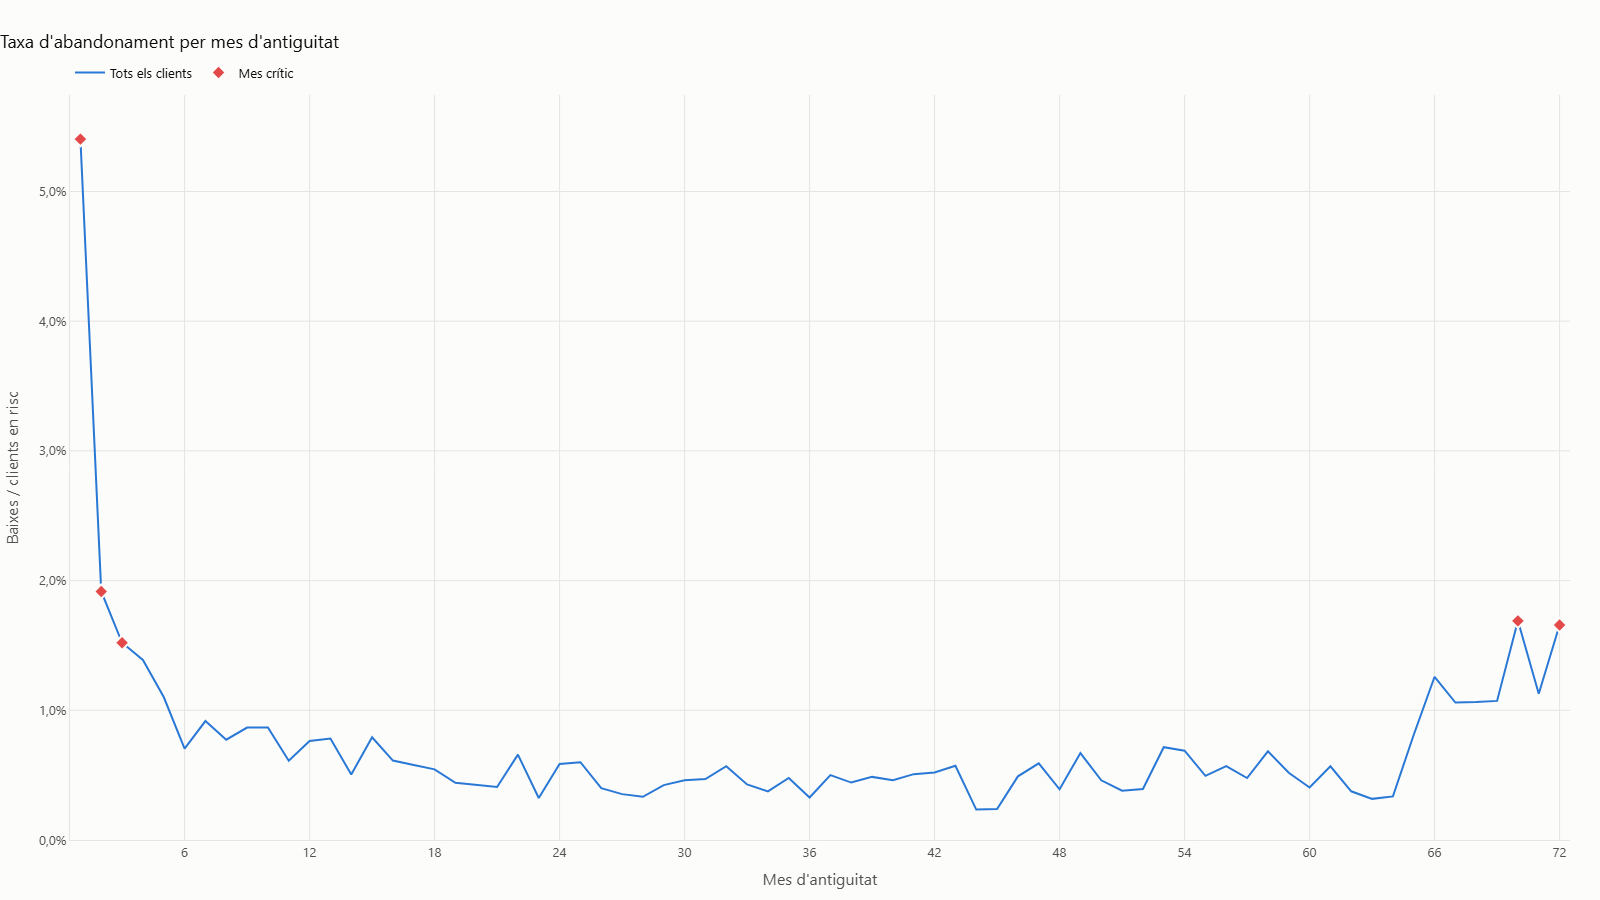 Taxa d'abandonament per mes d'antiguitat
Tots els clients
Mes crític
Baixes / clients en risc
5,0%
4,0%
3,0%
2,0%
1,0%
0,0%
6 12 18 24 30 36 42 48 54 60 66 72
Mes d'antiguitat